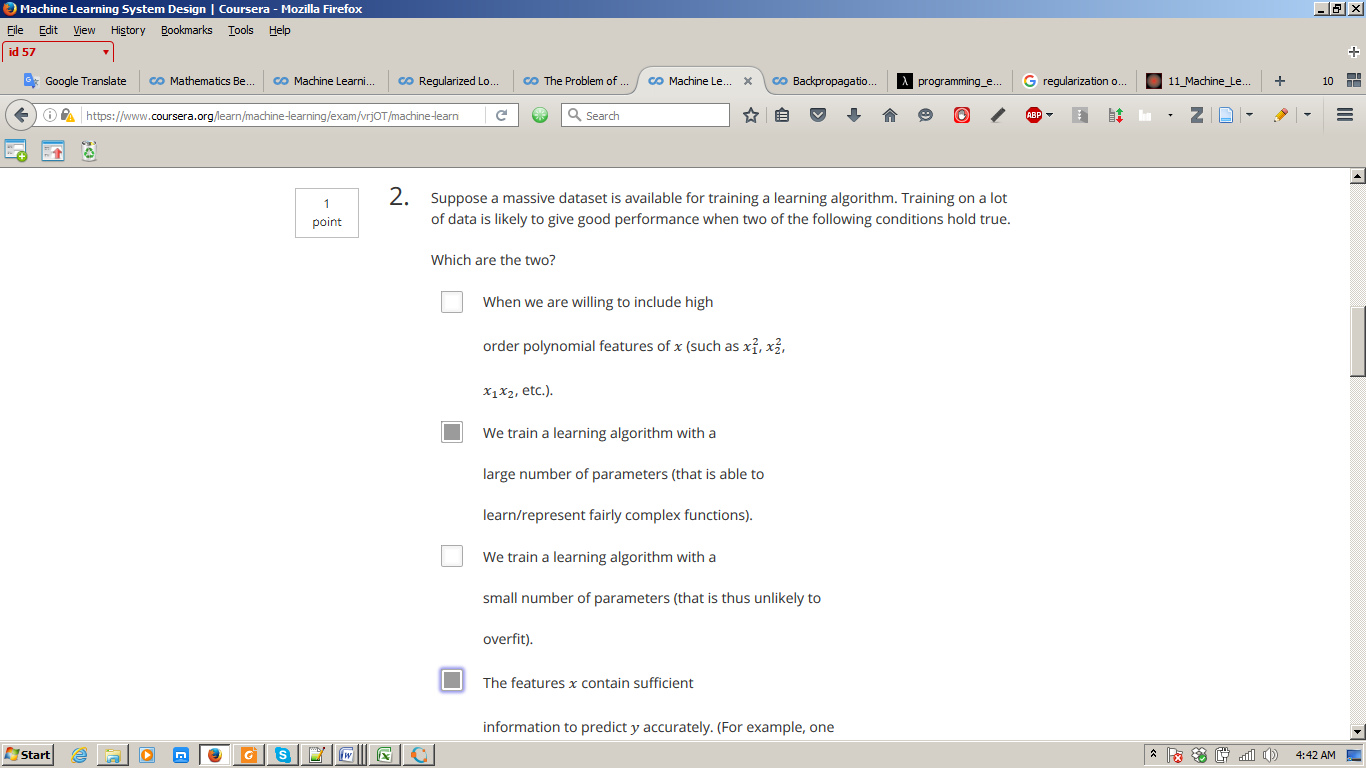 Machine Learning System Design | Coursera - Mozilla Firefox
File Edit View History Bookmarks Tools Help
id 57
Google Translate Mathematics Be... Machine Learni... Regularized Lo... The Problem of ... Machine Le... Backpropagatio... programming_e... regularization o... 11_Machine_Le... 10
https://www.coursera.org/learn/machine-learning/exam/vrjOT/machine-learn Search ABP
1
point
2.
Suppose a massive dataset is available for training a learning algorithm. Training on a lot
of data is likely to give good performance when two of the following conditions hold true.
Which are the two?
When we are willing to include high
order polynomial features of x (such as x₁², x₂²,
x₁x₂, etc.).
We train a learning algorithm with a
large number of parameters (that is able to
learn/represent fairly complex functions).
We train a learning algorithm with a
small number of parameters (that is thus unlikely to
overfit).
The features x contain sufficient
information to predict y accurately. (For example, one
Start 4:42 AM